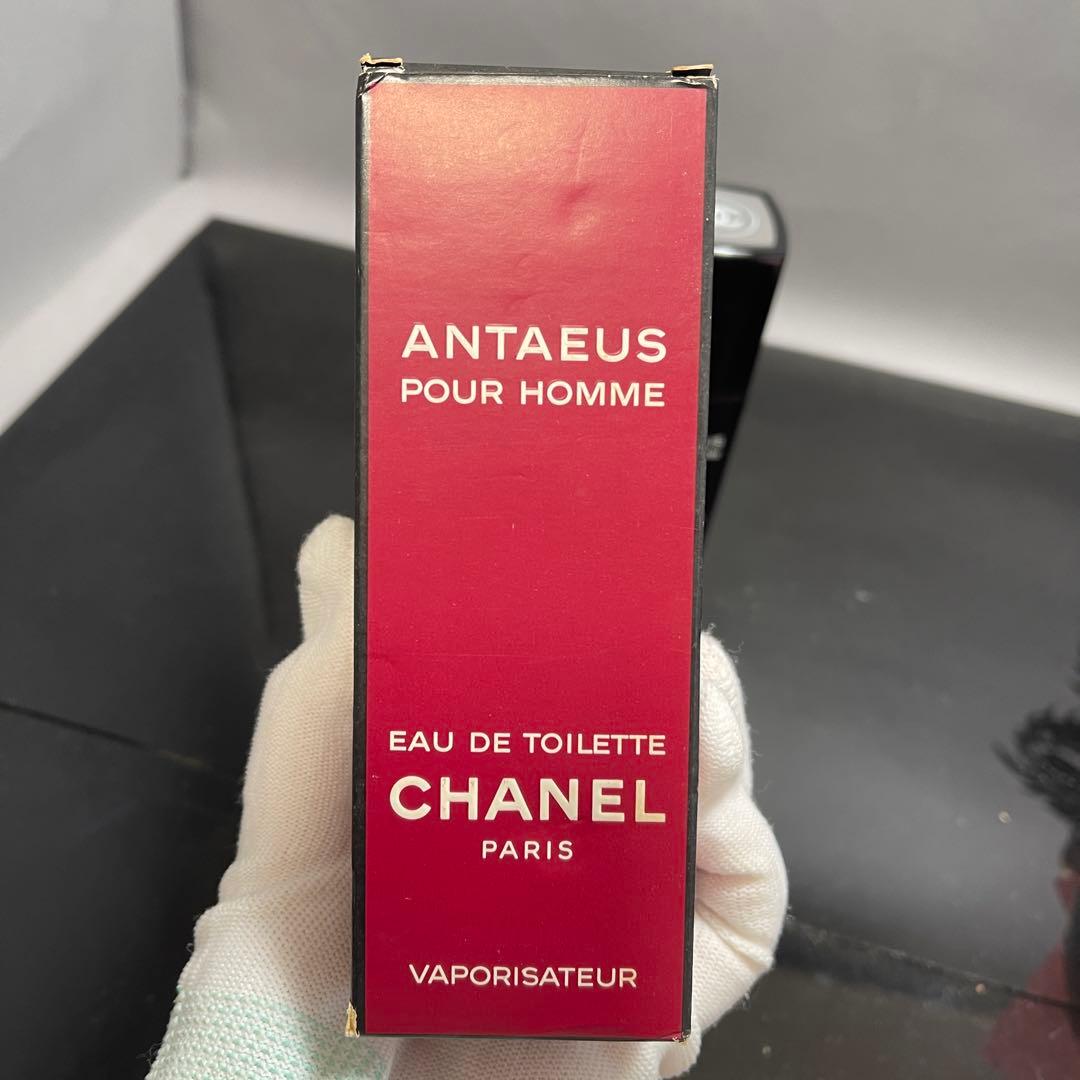 ANTAEUS
POUR HOMME
EAU DE TOILETTE
CHANEL
PARIS
VAPORISATEUR